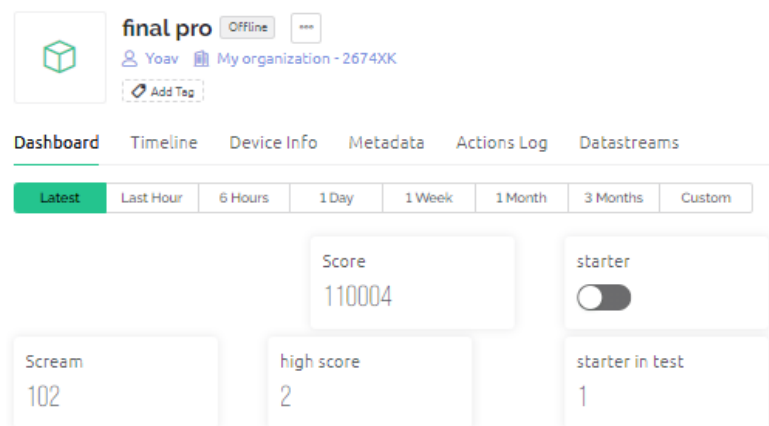 final pro Offline
Yoav My organization - 2674XK
Add Tag
Dashboard Timeline Device Info Metadata Actions Log Datastreams
Latest Last Hour 6 Hours 1 Day 1 Week 1 Month 3 Months Custom
Score starter
110004
Scream high score starter in test
102 2 1